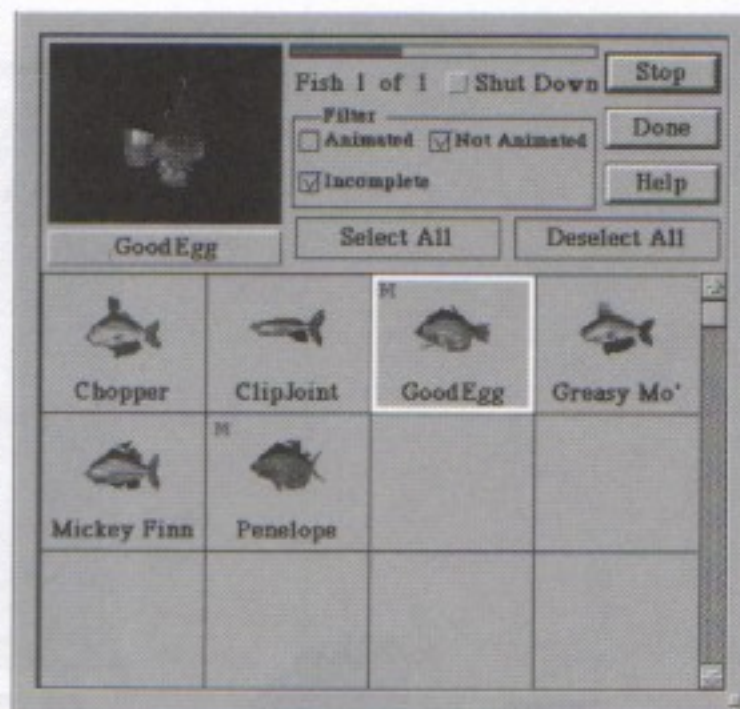 Fish 1 of 1
Shut Down
Stop
Filter
Animated
Not Animated
Done
Incomplete
Help
GoodEgg
Select All
Deselect All
M
Chopper
ClipJoint
GoodEgg
Greasy Mo'
M
Mickey Finn
Penelope